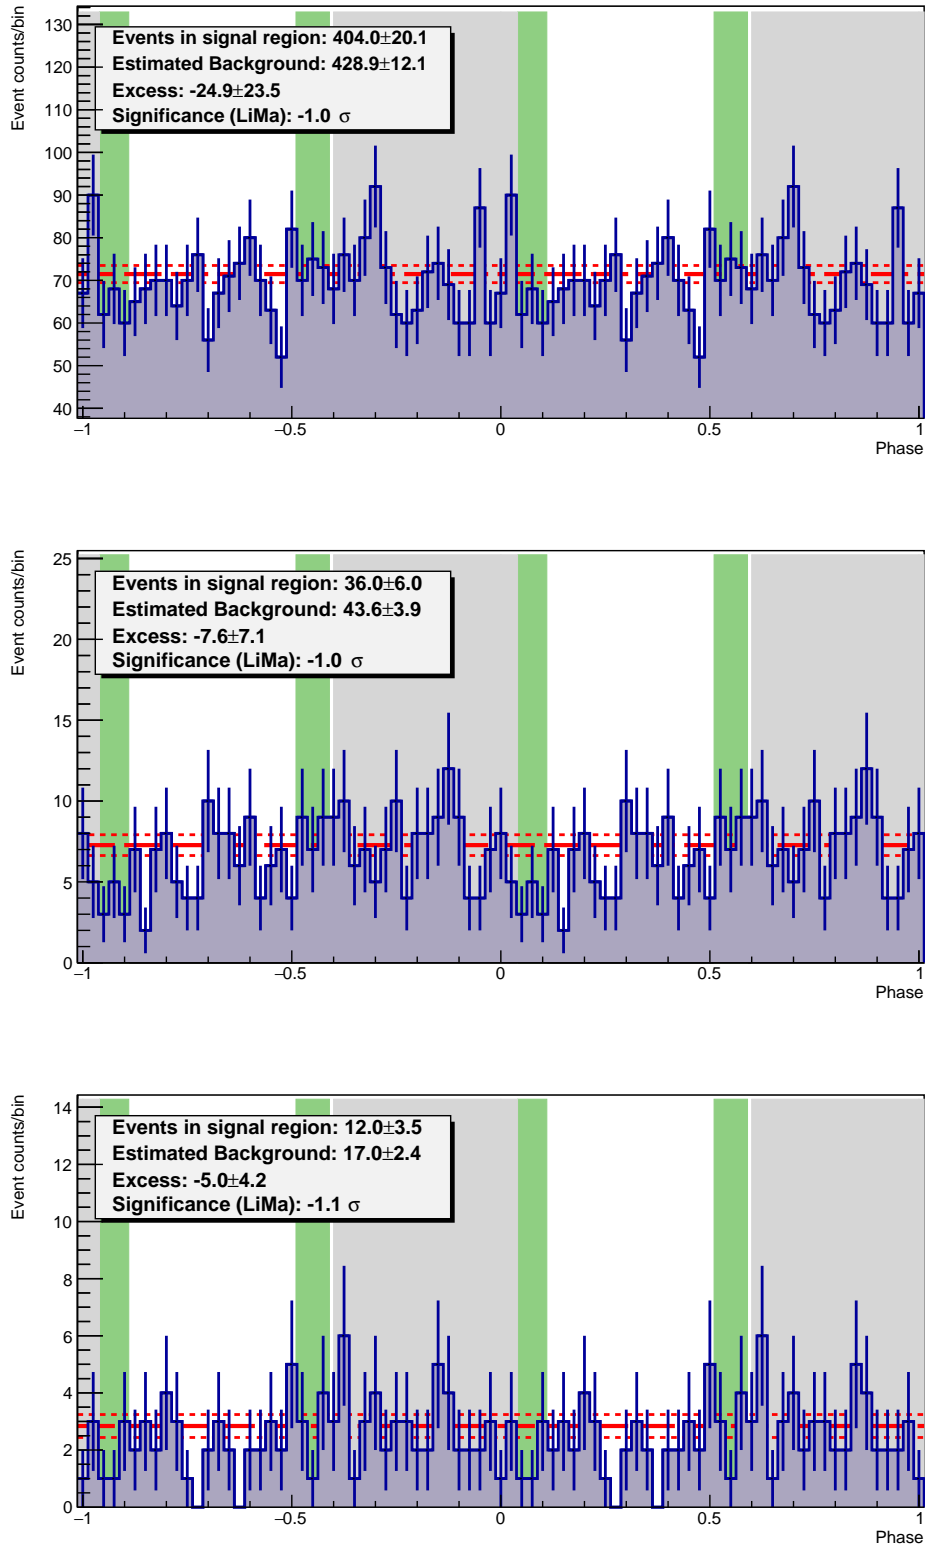 Event counts/bin
130
120
110
100
90
80
70
60
50
40
Events in signal region: 404.0±20.1
Estimated Background: 428.9±12.1
Excess: -24.9±23.5
Significance (LiMa): -1.0 σ
−1 −0.5 0 0.5 1
Phase
Event counts/bin
25
20
15
10
5
0
Events in signal region: 36.0±6.0
Estimated Background: 43.6±3.9
Excess: -7.6±7.1
Significance (LiMa): -1.0 σ
−1 −0.5 0 0.5 1
Phase
Event counts/bin
14
12
10
8
6
4
2
0
Events in signal region: 12.0±3.5
Estimated Background: 17.0±2.4
Excess: -5.0±4.2
Significance (LiMa): -1.1 σ
−1 −0.5 0 0.5 1
Phase